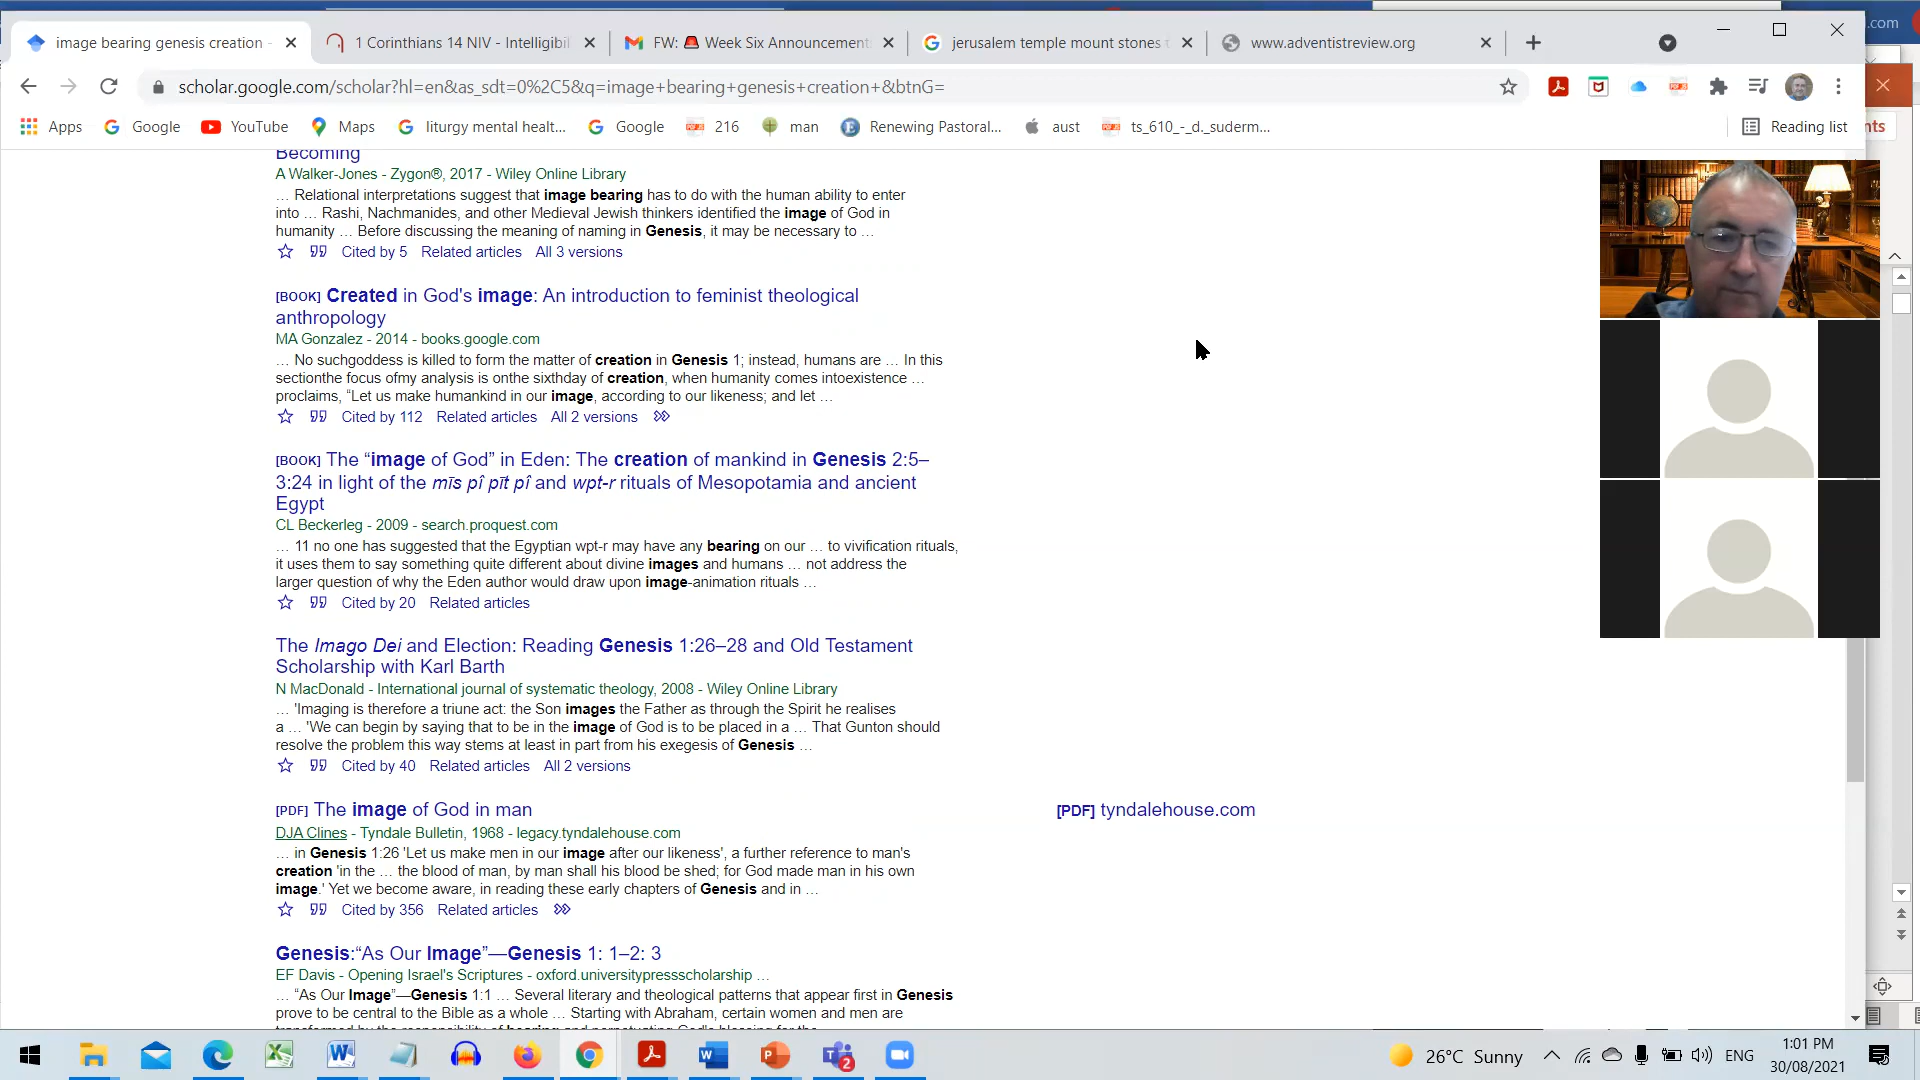 .com
image bearing genesis creation -
1 Corinthians 14 NIV - Intelligibil
FW: 🚨 Week Six Announcement:
jerusalem temple mount stones t
www.adventistreview.org
scholar.google.com/scholar?hl=en&as_sdt=0%2C5&q=image+bearing+genesis+creation+&btnG=
Apps
Google
YouTube
Maps
liturgy mental healt...
Google
216
man
Renewing Pastoral...
aust
ts_610_-_d._suderm...
Reading list
nts
Becoming
A Walker-Jones - Zygon®, 2017 - Wiley Online Library
… Relational interpretations suggest that image bearing has to do with the human ability to enter
into … Rashi, Nachmanides, and other Medieval Jewish thinkers identified the image of God in
humanity … Before discussing the meaning of naming in Genesis, it may be necessary to …
Cited by 5 Related articles All 3 versions
[BOOK] Created in God's image: An introduction to feminist theological
anthropology
MA Gonzalez - 2014 - books.google.com
… No suchgoddess is killed to form the matter of creation in Genesis 1; instead, humans are … In this
sectionthe focus ofmy analysis is onthe sixthday of creation, when humanity comes intoexistence …
proclaims, “Let us make humankind in our image, according to our likeness; and let …
Cited by 112 Related articles All 2 versions
[BOOK] The “image of God” in Eden: The creation of mankind in Genesis 2:5–
3:24 in light of the mīs pî pīt pî and wpt-r rituals of Mesopotamia and ancient
Egypt
CL Beckerleg - 2009 - search.proquest.com
… 11 no one has suggested that the Egyptian wpt-r may have any bearing on our … to vivification rituals,
it uses them to say something quite different about divine images and humans … not address the
larger question of why the Eden author would draw upon image-animation rituals …
Cited by 20 Related articles
The Imago Dei and Election: Reading Genesis 1:26–28 and Old Testament
Scholarship with Karl Barth
N MacDonald - International journal of systematic theology, 2008 - Wiley Online Library
… 'Imaging is therefore a triune act: the Son images the Father as through the Spirit he realises
a … 'We can begin by saying that to be in the image of God is to be placed in a … That Gunton should
resolve the problem this way stems at least in part from his exegesis of Genesis …
Cited by 40 Related articles All 2 versions
[PDF] The image of God in man
[PDF] tyndalehouse.com
DJA Clines - Tyndale Bulletin, 1968 - legacy.tyndalehouse.com
… in Genesis 1:26 'Let us make men in our image after our likeness', a further reference to man's
creation 'in the … the blood of man, by man shall his blood be shed; for God made man in his own
image.' Yet we become aware, in reading these early chapters of Genesis and in …
Cited by 356 Related articles
Genesis:“As Our Image”—Genesis 1: 1–2: 3
EF Davis - Opening Israel's Scriptures - oxford.universitypressscholarship …
… “As Our Image”—Genesis 1:1 … Several literary and theological patterns that appear first in Genesis
prove to be central to the Bible as a whole … Starting with Abraham, certain women and men are
26°C Sunny
ENG
1:01 PM
30/08/2021